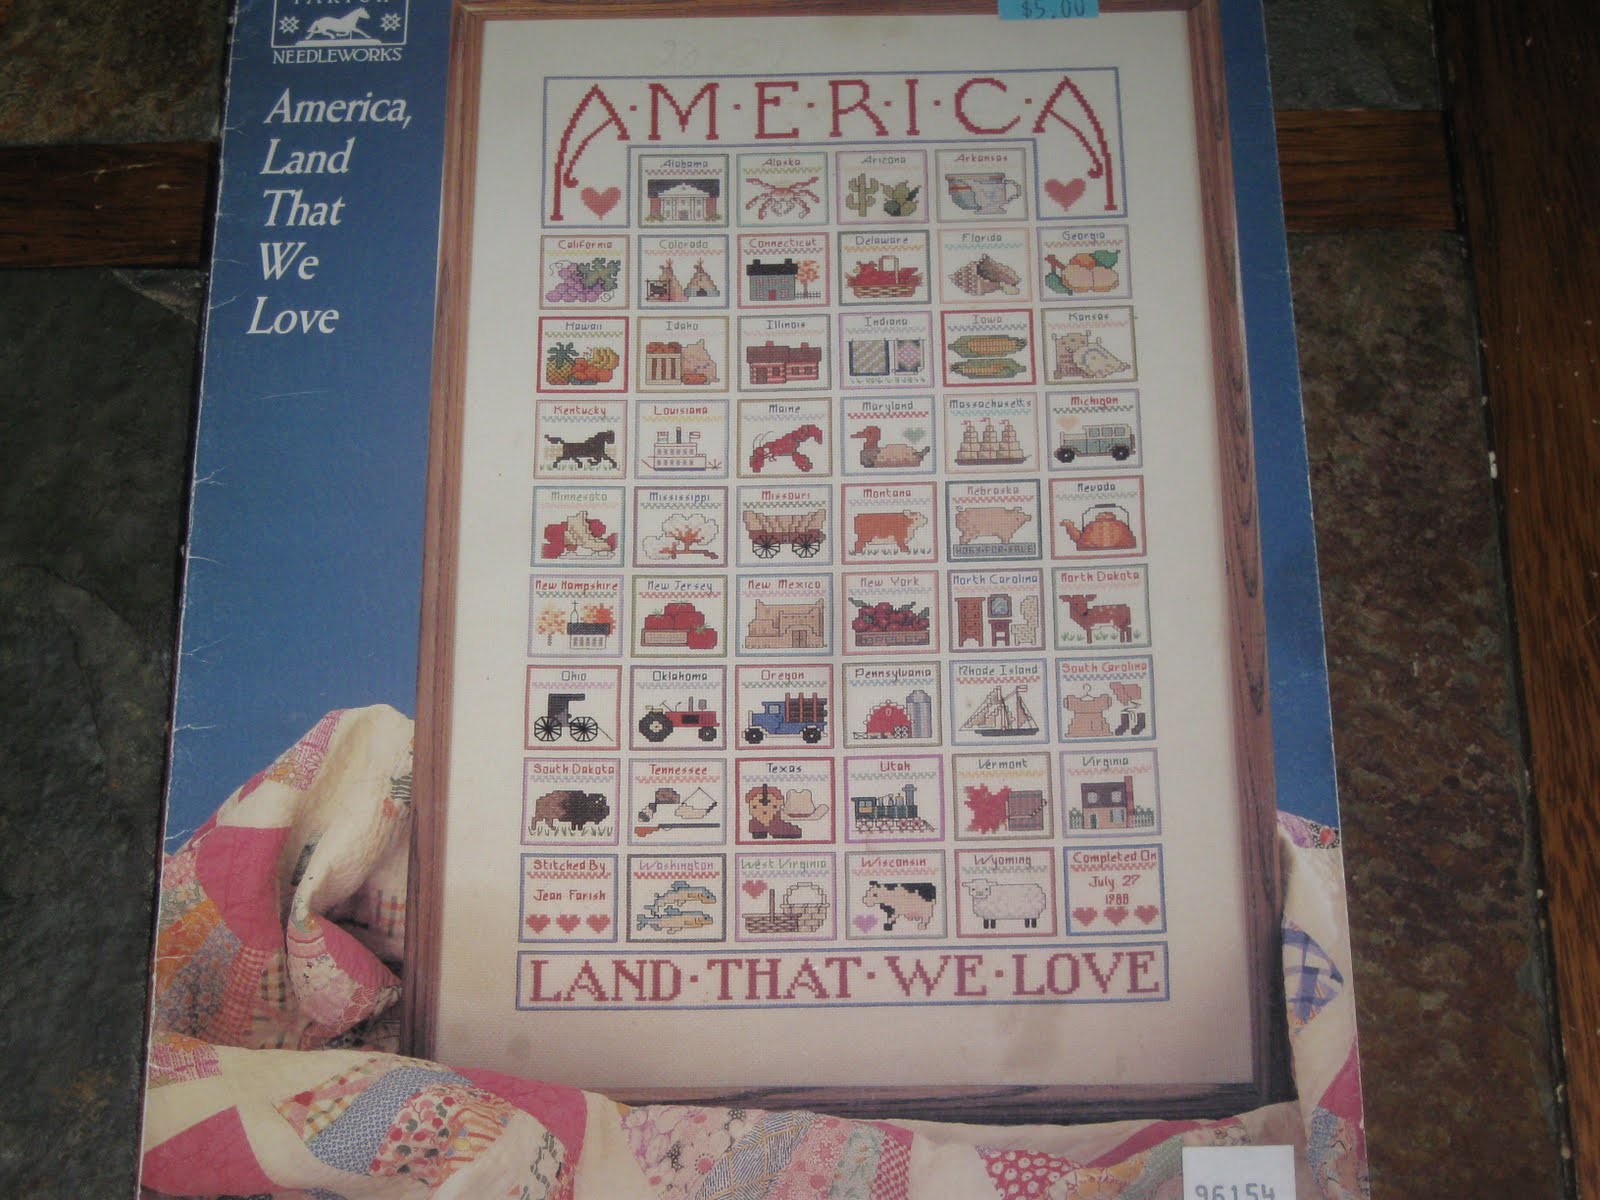 NEEDLEWORKS
America,
Land
That
We
Love
$5.00
A·M·E·R·I·C·A
Alabama Alaska Arizona Arkansas
California Colorado Connecticut Delaware Florida Georgia
Hawaii Idaho Illinois Indiana Iowa Kansas
Kentucky Louisiana Maine Maryland Massachusetts Michigan
Minnesota Mississippi Missouri Montana Nebraska Nevada
HOGS·FOR·SALE
New Hampshire New Jersey New Mexico New York North Carolina North Dakota
Ohio Oklahoma Oregon Pennsylvania Rhode Island South Carolina
South Dakota Tennessee Texas Utah Vermont Virginia
Stitched By Washington West Virginia Wisconsin Wyoming Completed On
Jean Farish July 27
1988
LAND·THAT·WE·LOVE
96154